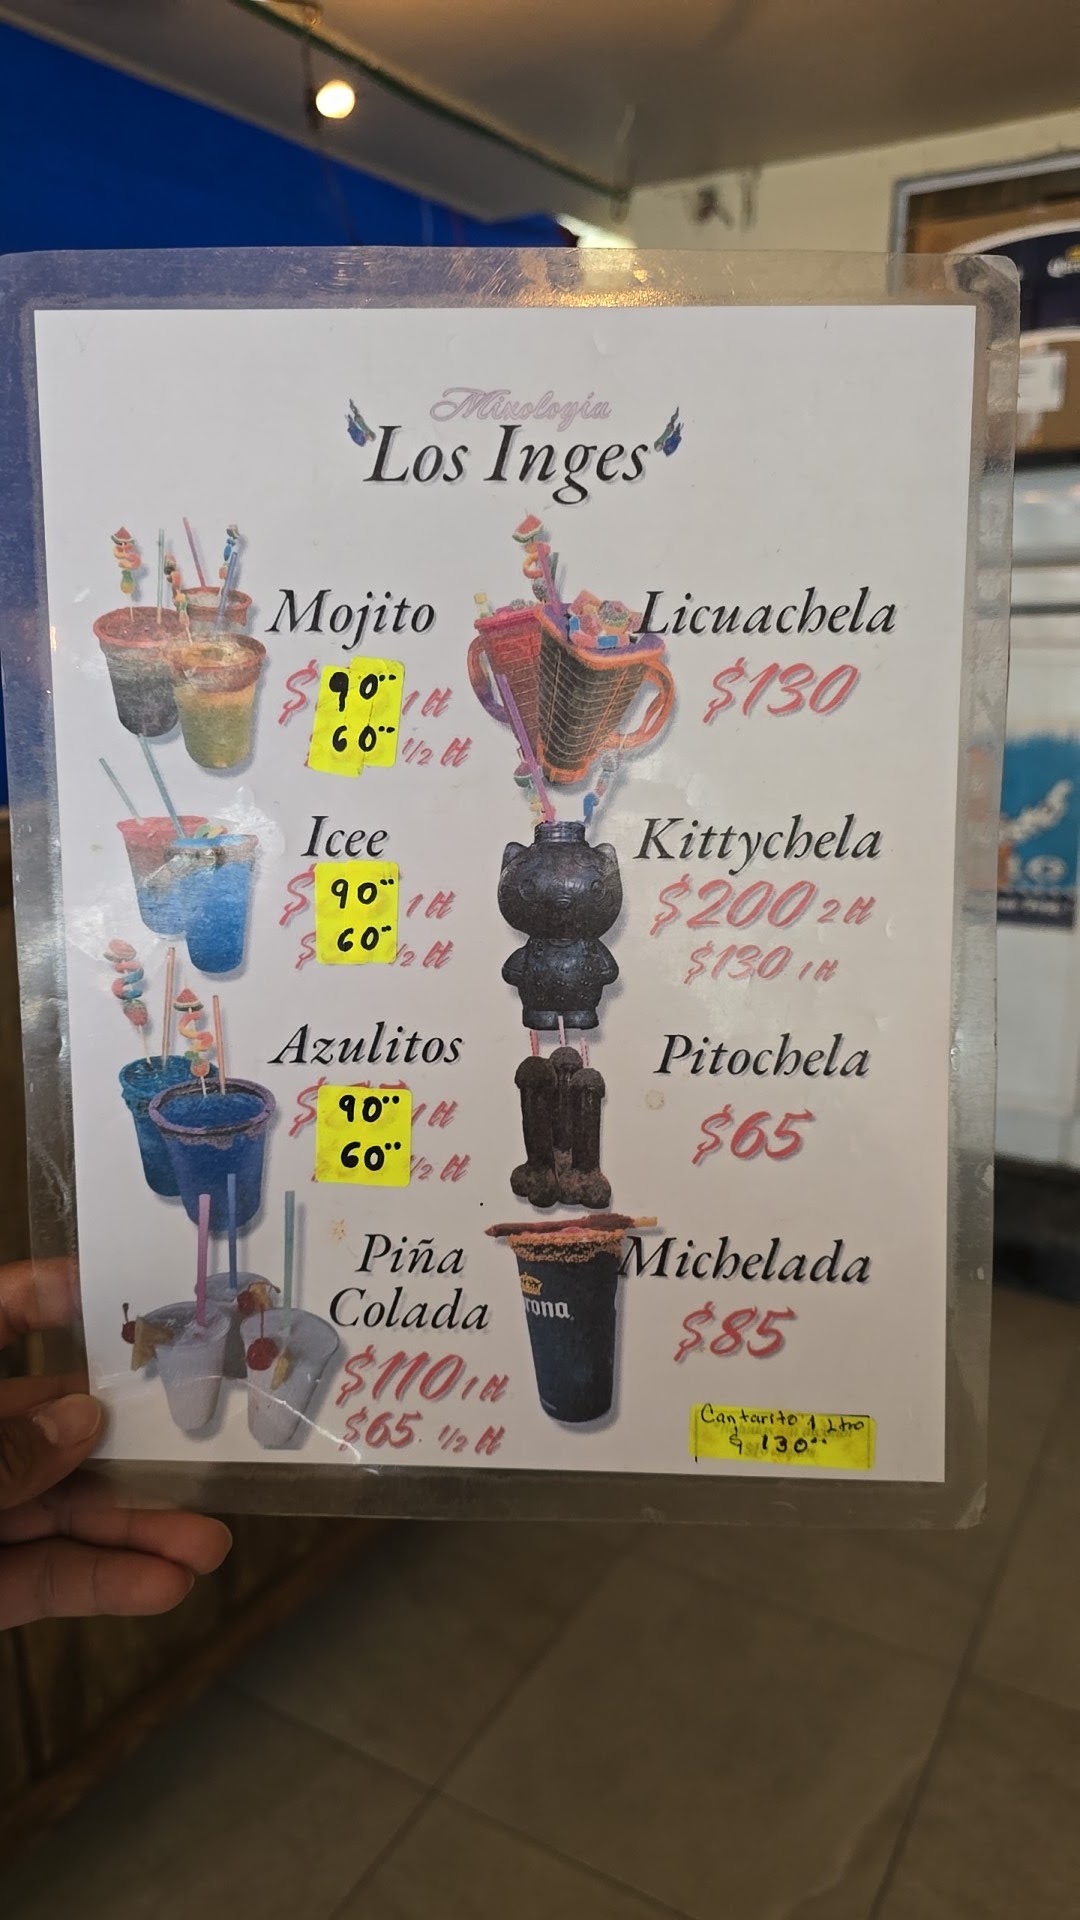 Mixología
Los Inges
Mojito
$90.. 1 lt
60.. 1/2 lt
Icee
$90.. 1 lt
$60- 1/2 lt
Azulitos
$90.. 1 lt
60.. 1/2 lt
Piña
Colada
$110 1 lt
$65. 1/2 lt
Licuachela
$130
Kittychela
$200 2 lt
$130 1 lt
Pitochela
$65
Michelada
$85
Cantarito 1 Ltro
$130..
rona